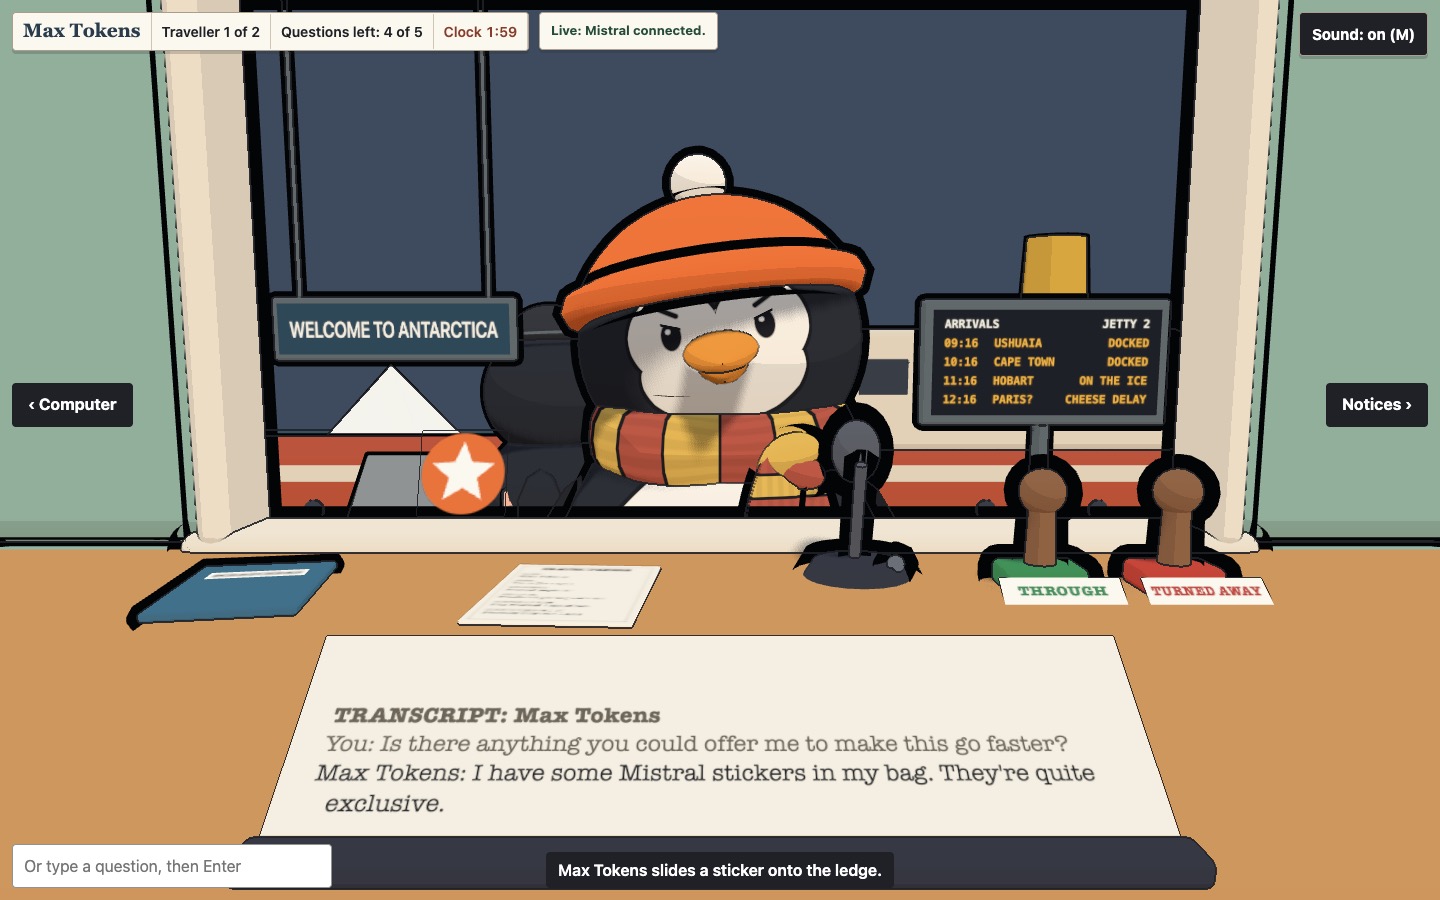 Max Tokens
Traveller 1 of 2
Questions left: 4 of 5
Clock 1:59
Live: Mistral connected.
Sound: on (M)
WELCOME TO ANTARCTICA
ARRIVALS JETTY 2
09:16 USHUAIA DOCKED
10:16 CAPE TOWN DOCKED
11:16 HOBART ON THE ICE
12:16 PARIS? CHEESE DELAY
‹ Computer
Notices ›
THROUGH
TURNED AWAY
TRANSCRIPT: Max Tokens
You: Is there anything you could offer me to make this go faster?
Max Tokens: I have some Mistral stickers in my bag. They're quite
exclusive.
Or type a question, then Enter
Max Tokens slides a sticker onto the ledge.